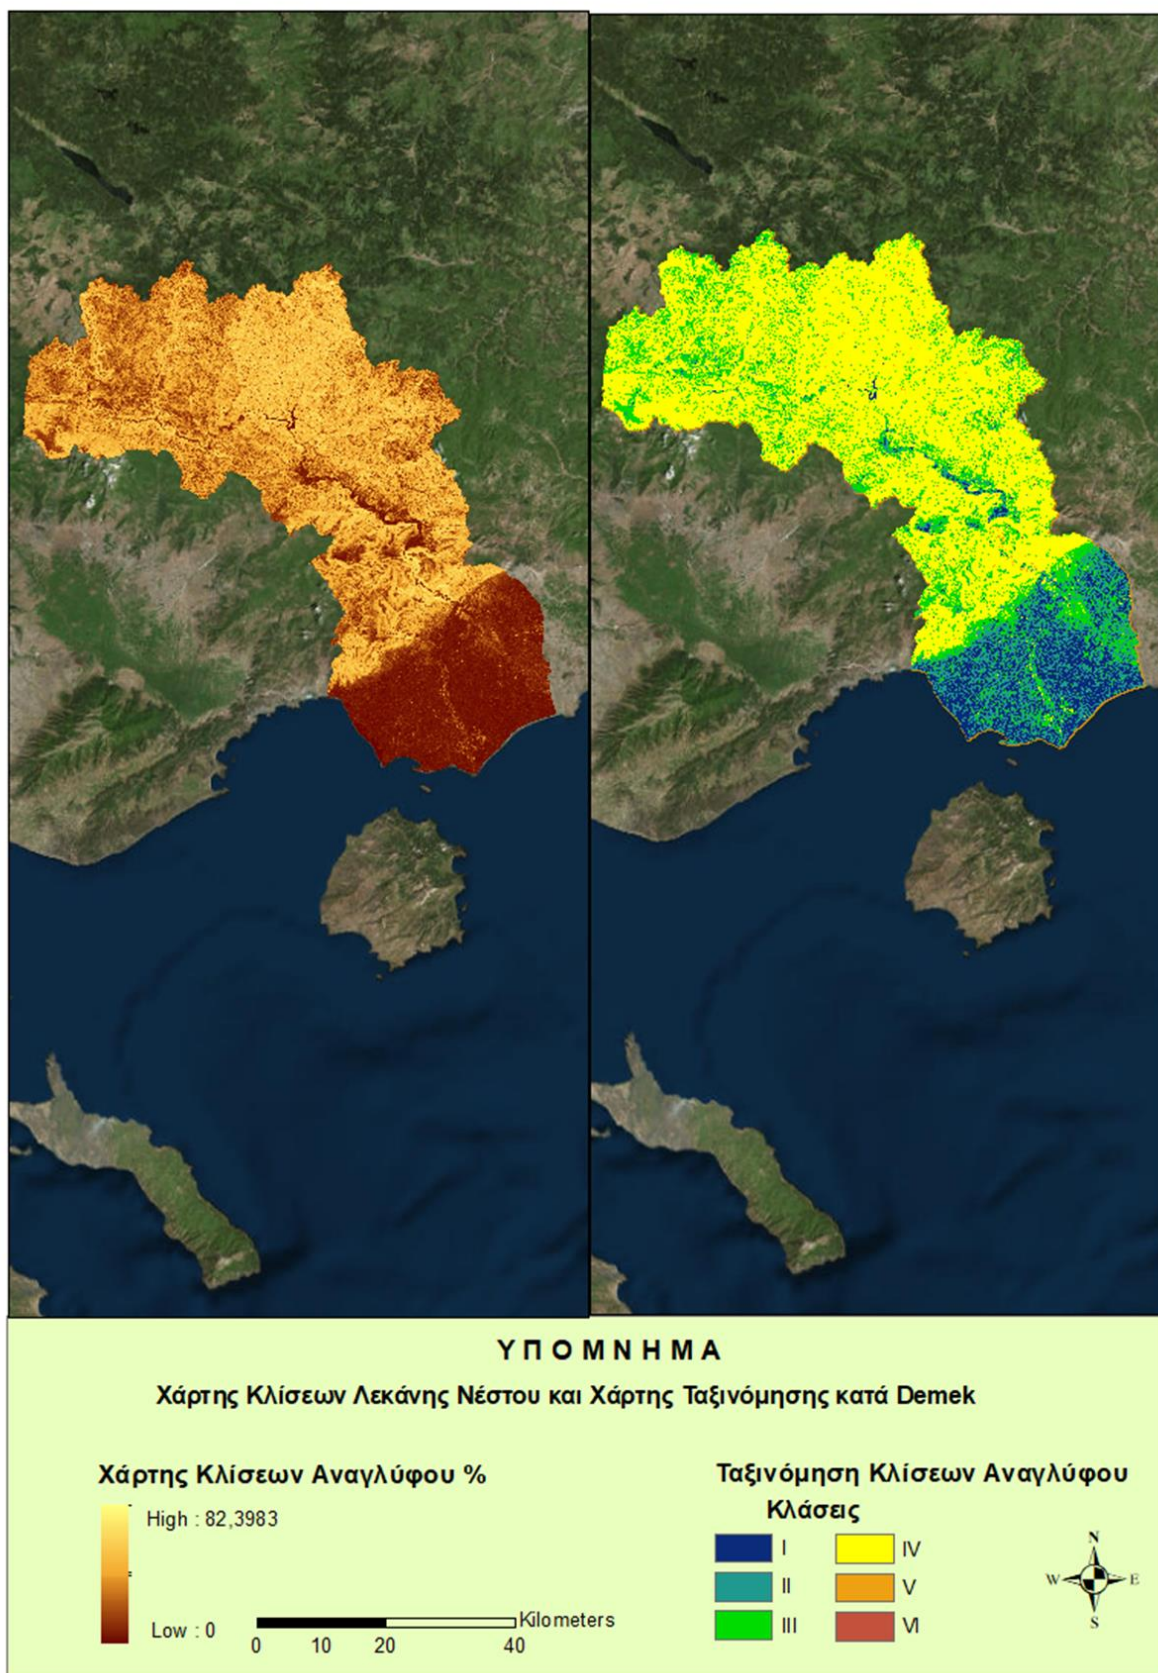 ΥΠΟΜΝΗΜΑ
Χάρτης Κλίσεων Λεκάνης Νέστου και Χάρτης Ταξινόμησης κατά Demek
Χάρτης Κλίσεων Αναγλύφου %
High : 82,3983
Low : 0
0 10 20 40
Kilometers
Ταξινόμηση Κλίσεων Αναγλύφου
Κλάσεις
I
II
III
IV
V
VI
N
W E
S